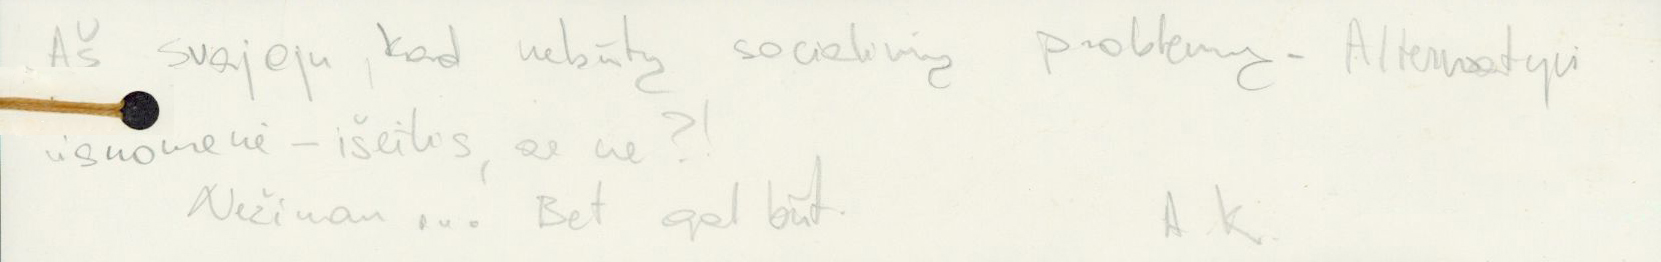 Aš svajoju, kad nebūtų socialinių problemų - Alternatyvi
visuomenė - išeitis, ar ne?!
Nežinau ... Bet gal būt.
A K.